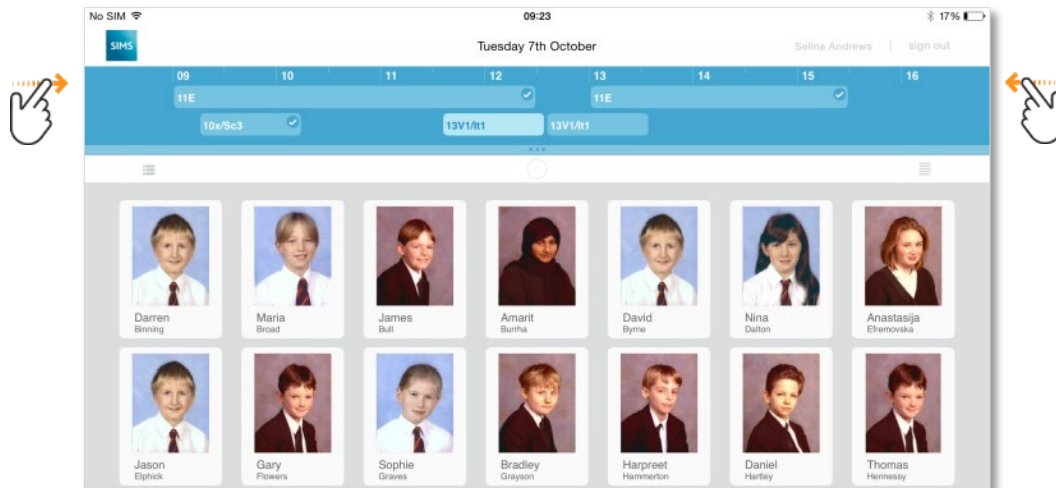 No SIM 09:23 17%
SIMS Tuesday 7th October Selina Andrews | sign out
09 10 11 12 13 14 15 16
11E 11E
10x/Sc3 13V1/It1 13V1/It1
Darren Maria James Amarit David Nina Anastasija
Binning Broad Bull Burrha Byrne Dalton Efremovska
Jason Gary Sophie Bradley Harpreet Daniel Thomas
Elphick Flowers Graves Grayson Hammerton Hartley Hennessy